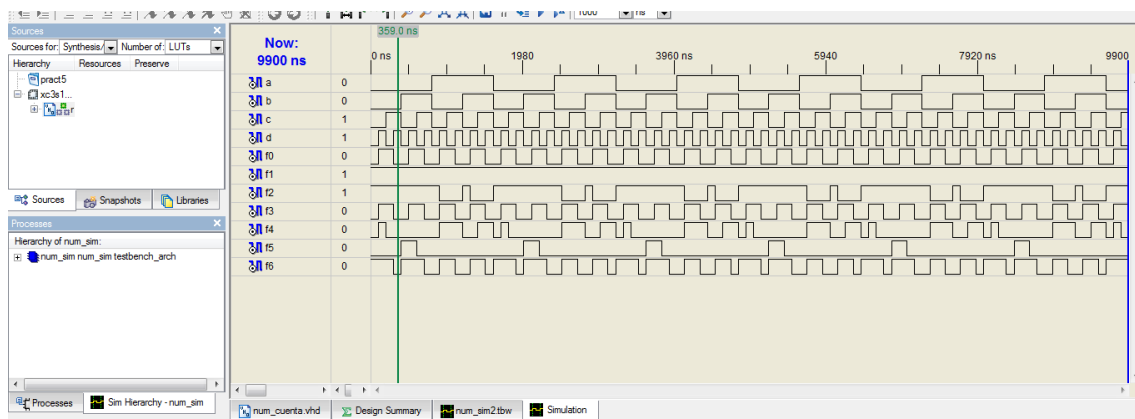 1000 ns
Sources
Sources for: Synthesis/ Number of: LUTs
Hierarchy Resources Preserve
pract5
xc3s1...
r
Sources Snapshots Libraries
Processes
Hierarchy of num_sim:
num_sim num_sim testbench_arch
Processes Sim Hierarchy - num_sim
Now:
9900 ns
359.0 ns
0 ns 1980 3960 ns 5940 7920 ns 9900
a 0
b 0
c 1
d 1
f0 0
f1 1
f2 1
f3 0
f4 0
f5 0
f6 0
num_cuenta.vhd Design Summary num_sim2.tbw Simulation